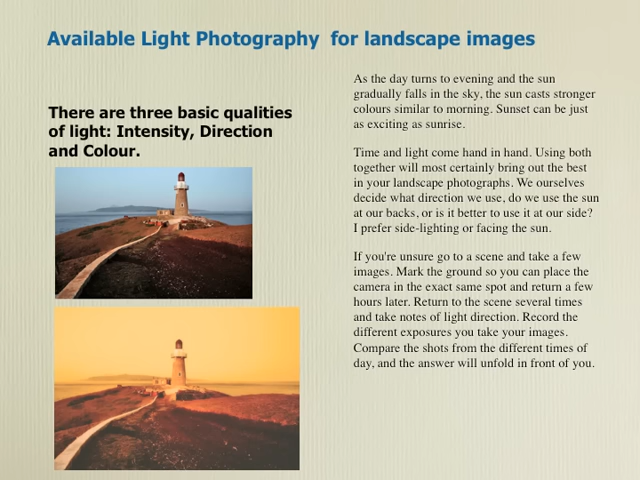 Available Light Photography  for landscape images
There are three basic qualities
of light: Intensity, Direction
and Colour.
As the day turns to evening and the sun
gradually falls in the sky, the sun casts stronger
colours similar to morning. Sunset can be just
as exciting as sunrise.
Time and light come hand in hand. Using both
together will most certainly bring out the best
in your landscape photographs. We ourselves
decide what direction we use, do we use the sun
at our backs, or is it better to use it at our side?
I prefer side-lighting or facing the sun.
If you're unsure go to a scene and take a few
images. Mark the ground so you can place the
camera in the exact same spot and return a few
hours later. Return to the scene several times
and take notes of light direction. Record the
different exposures you take your images.
Compare the shots from the different times of
day, and the answer will unfold in front of you.